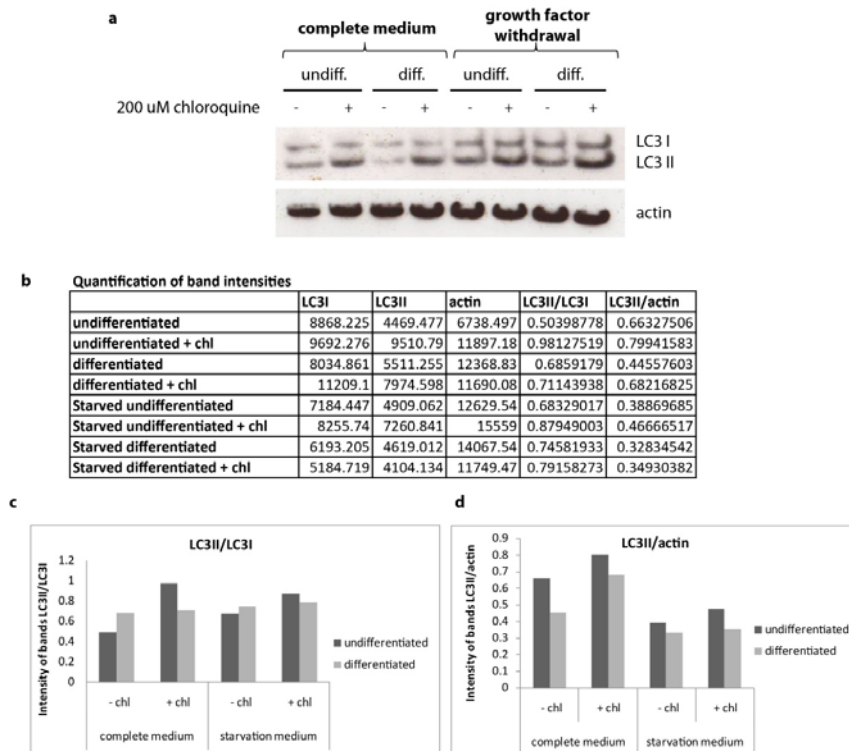 a
complete medium
growth factor
withdrawal
undiff. diff. undiff. diff.
200 uM chloroquine - + - + - + - +
LC3 I
LC3 II
actin
b Quantification of band intensities
LC3I LC3II actin LC3II/LC3I LC3II/actin
undifferentiated 8868.225 4469.477 6738.497 0.50398778 0.66327506
undifferentiated + chl 9692.276 9510.79 11897.18 0.98127519 0.79941583
differentiated 8034.861 5511.255 12368.83 0.6859179 0.44557603
differentiated + chl 11209.1 7974.598 11690.08 0.71143938 0.68216825
Starved undifferentiated 7184.447 4909.062 12629.54 0.68329017 0.38869685
Starved undifferentiated + chl 8255.74 7260.841 15559 0.87949003 0.46666517
Starved differentiated 6193.205 4619.012 14067.54 0.74581933 0.32834542
Starved differentiated + chl 5184.719 4104.134 11749.47 0.79158273 0.34930382
c
LC3II/LC3I
Intensity of bands LC3II/LC3I
1.2
1
0.8
0.6
0.4
0.2
0
- chl + chl - chl + chl
complete medium starvation medium
undifferentiated
differentiated
d
LC3II/actin
Intensity of bands LC3II/actin
0.9
0.8
0.7
0.6
0.5
0.4
0.3
0.2
0.1
0
- chl + chl - chl + chl
complete medium starvation medium
undifferentiated
differentiated